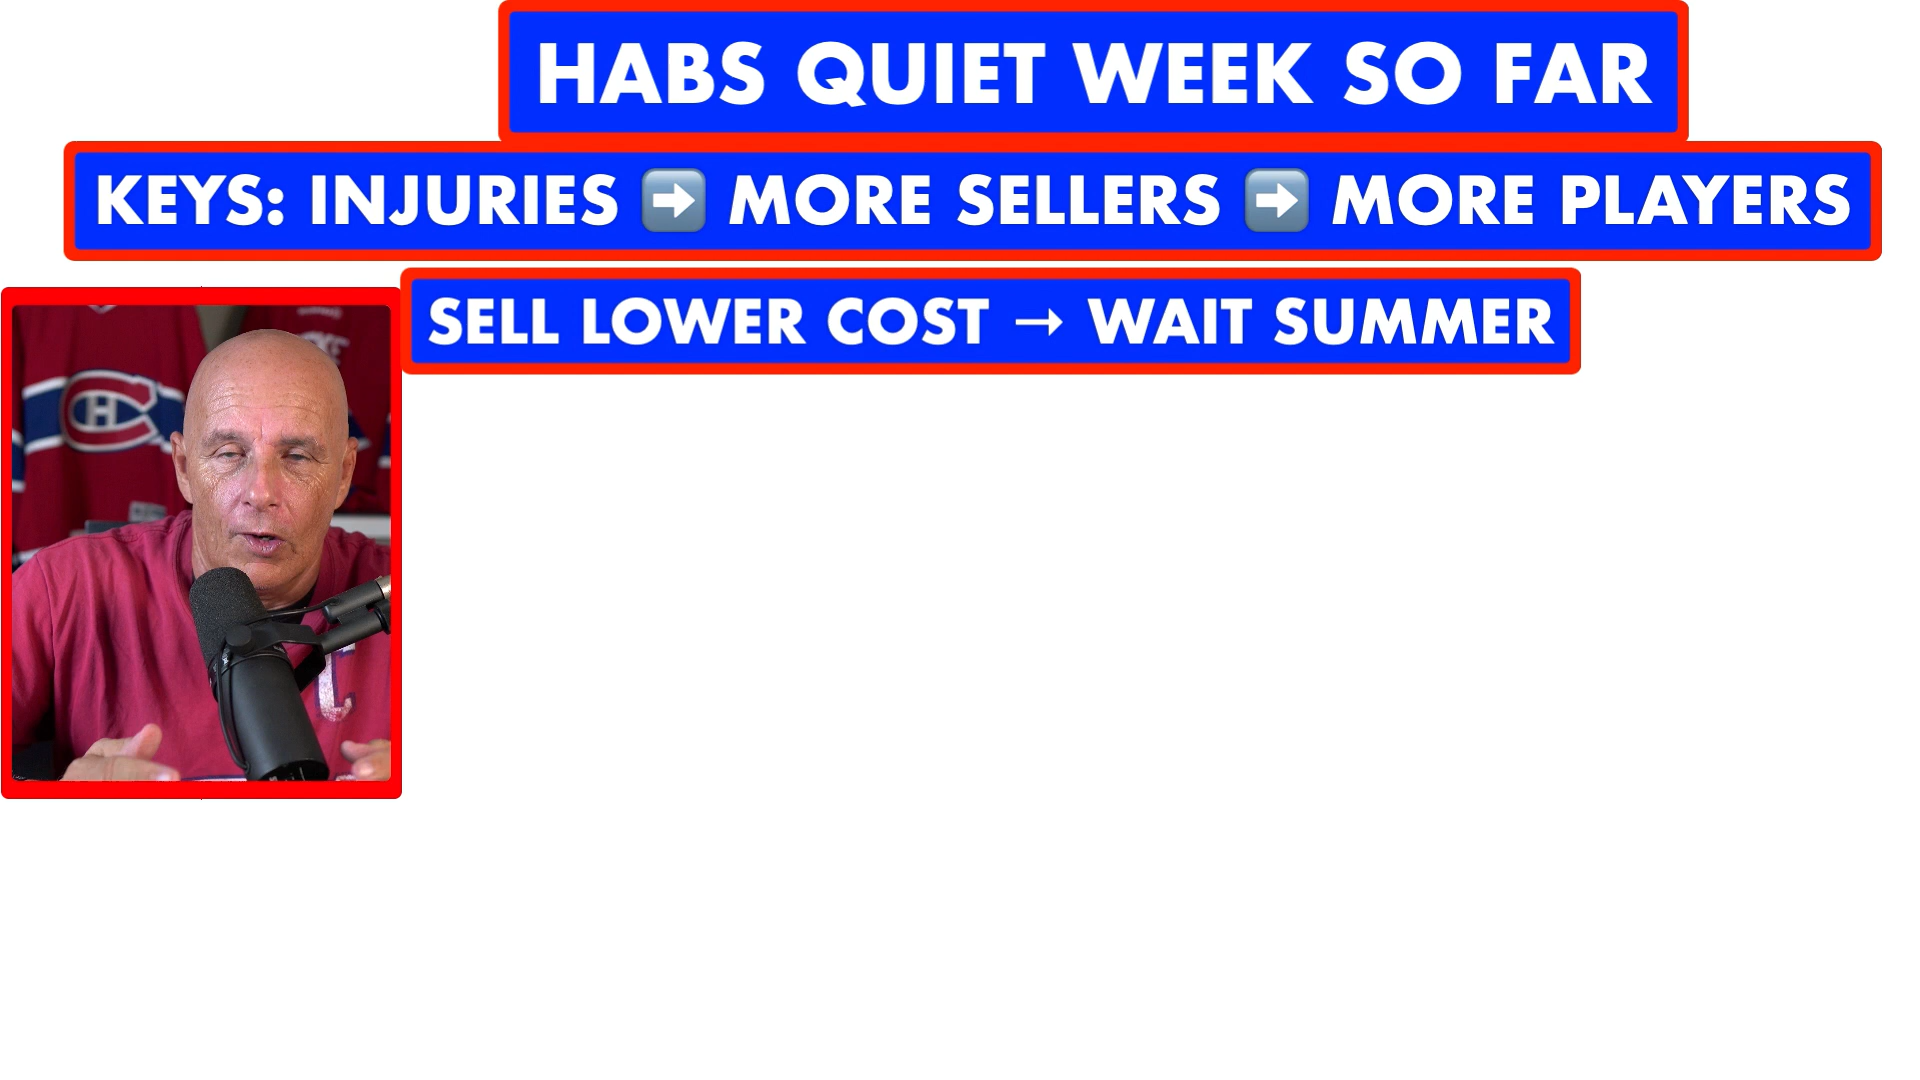 HABS QUIET WEEK SO FAR
KEYS: INJURIES ➡️ MORE SELLERS ➡️ MORE PLAYERS
SELL LOWER COST → WAIT SUMMER